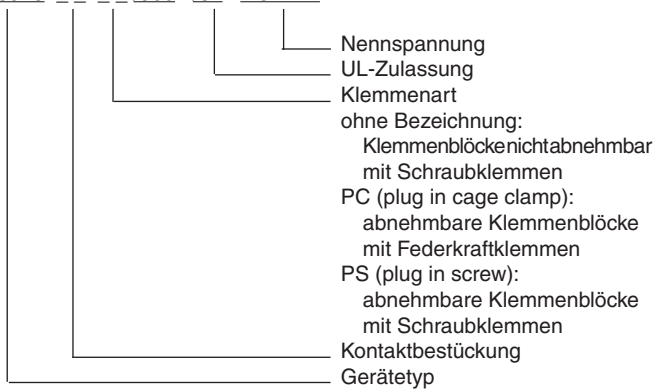 Nennspannung
UL-Zulassung
Klemmenart
ohne Bezeichnung:
Klemmenblöckenichtabnehmbar
mit Schraubklemmen
PC (plug in cage clamp):
abnehmbare Klemmenblöcke
mit Federkraftklemmen
PS (plug in screw):
abnehmbare Klemmenblöcke
mit Schraubklemmen
Kontaktbestückung
Gerätetyp